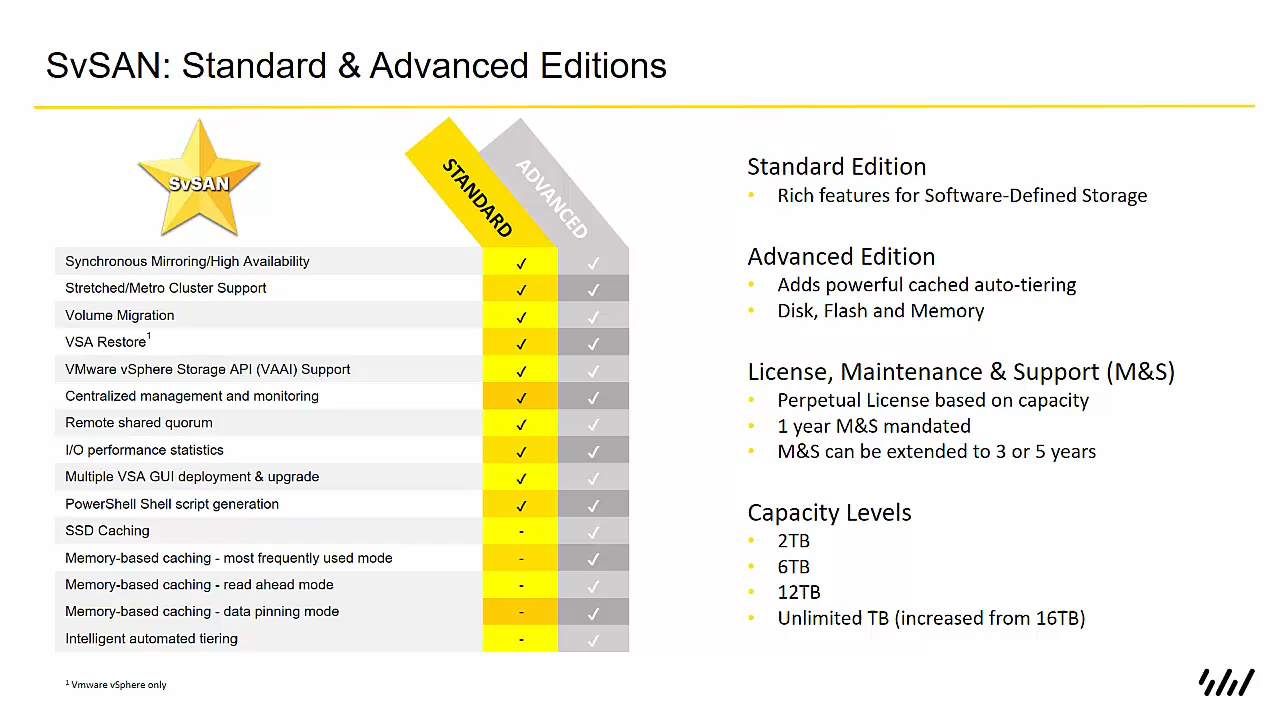 SvSAN: Standard & Advanced Editions
SvSAN
STANDARD
ADVANCED
Synchronous Mirroring/High Availability ✓ ✓
Stretched/Metro Cluster Support ✓ ✓
Volume Migration ✓ ✓
VSA Restore¹ ✓ ✓
VMware vSphere Storage API (VAAI) Support ✓ ✓
Centralized management and monitoring ✓ ✓
Remote shared quorum ✓ ✓
I/O performance statistics ✓ ✓
Multiple VSA GUI deployment & upgrade ✓ ✓
PowerShell Shell script generation ✓ ✓
SSD Caching - ✓
Memory-based caching - most frequently used mode - ✓
Memory-based caching - read ahead mode - ✓
Memory-based caching - data pinning mode - ✓
Intelligent automated tiering - ✓
¹ Vmware vSphere only
Standard Edition
• Rich features for Software-Defined Storage
Advanced Edition
• Adds powerful cached auto-tiering
• Disk, Flash and Memory
License, Maintenance & Support (M&S)
• Perpetual License based on capacity
• 1 year M&S mandated
• M&S can be extended to 3 or 5 years
Capacity Levels
• 2TB
• 6TB
• 12TB
• Unlimited TB (increased from 16TB)